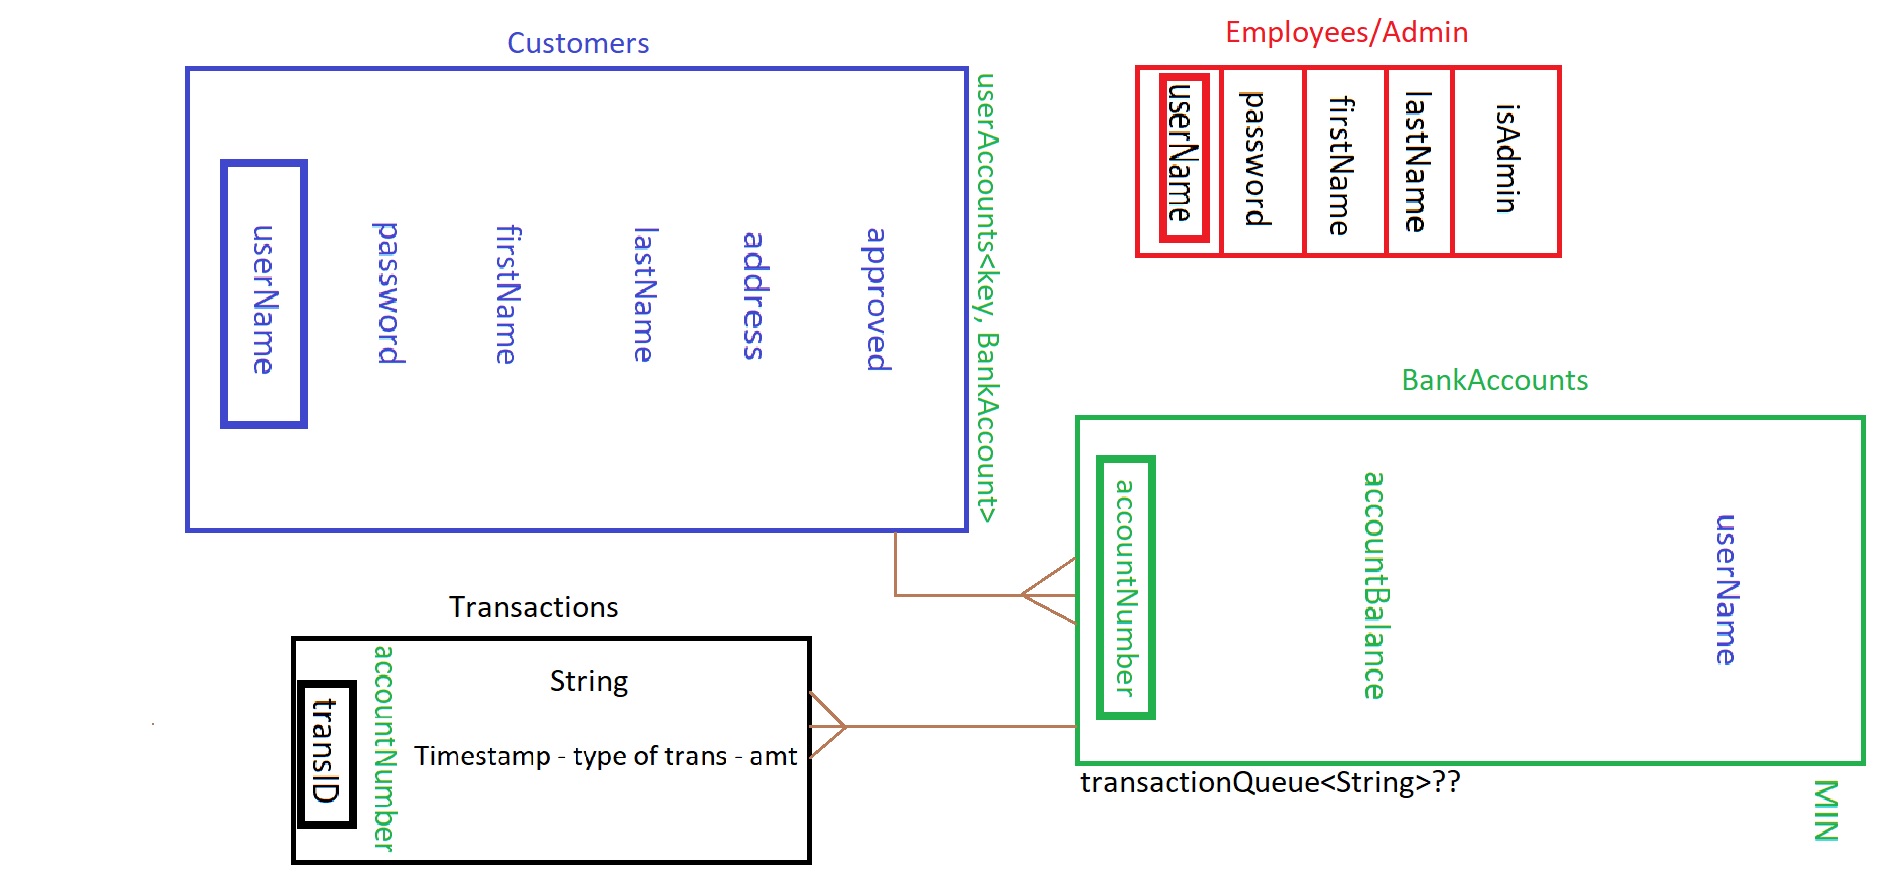 Customers
userName
password
firstName
lastName
address
approved
userAccounts<key, BankAccount>
Employees/Admin
userName
password
firstName
lastName
isAdmin
BankAccounts
accountNumber
accountBalance
userName
transactionQueue<String>??
MIN
Transactions
transID
accountNumber
String
Timestamp - type of trans - amt